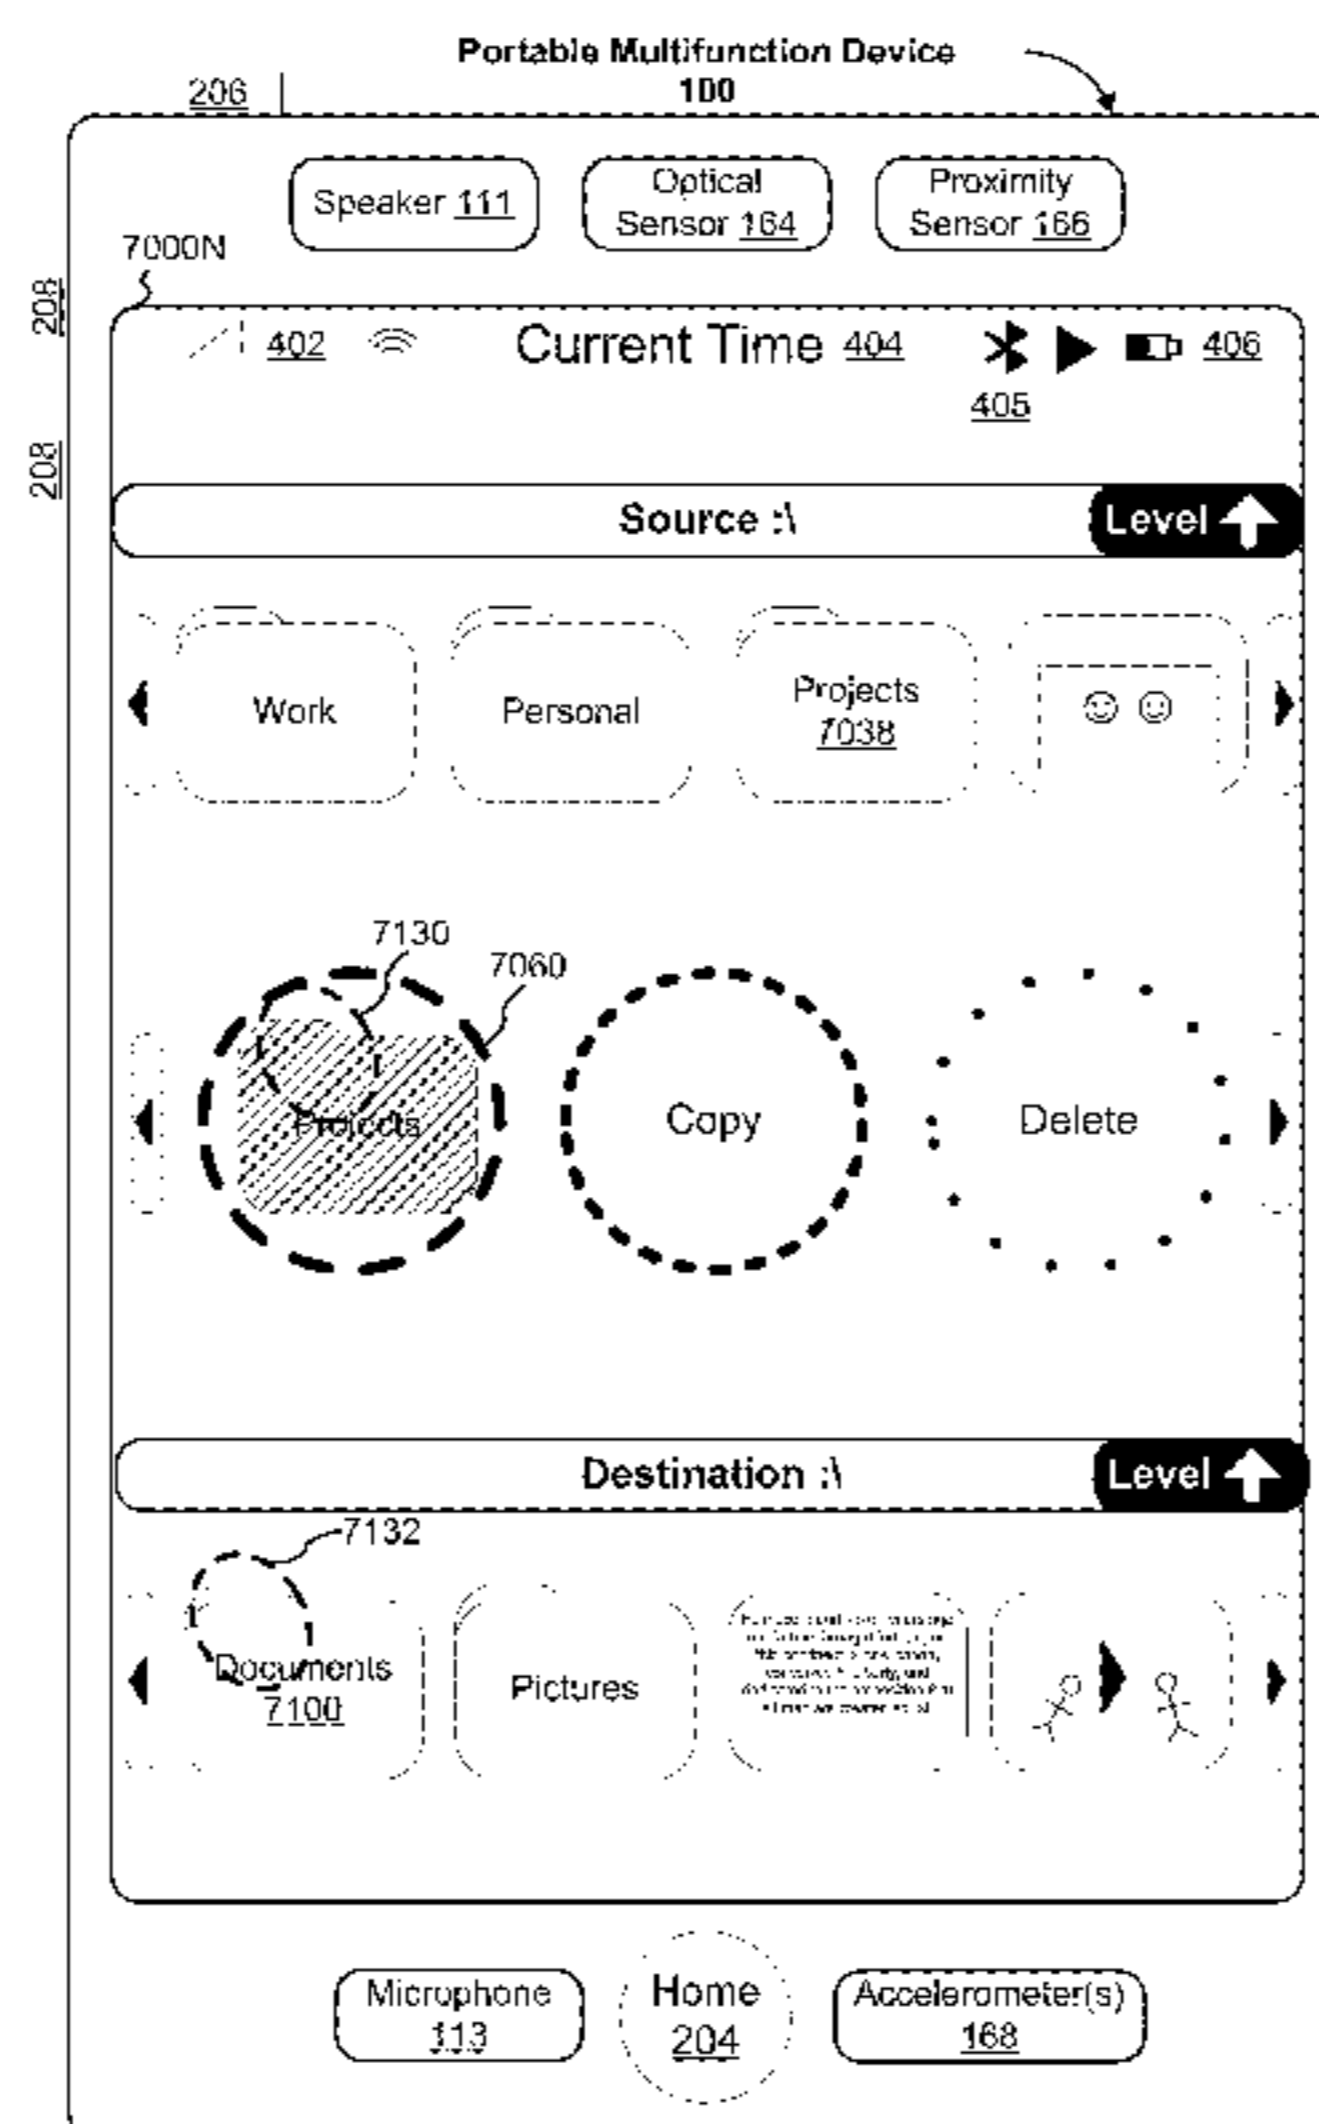 Portable Multifunction Device
100
206
Speaker 111
Optical
Sensor 164
Proximity
Sensor 166
7000N
208
402
Current Time 404
406
405
208
Source :\
Level
Work
Personal
Projects
7038
7130
7060
Projects
Copy
Delete
Destination :\
Level
7132
Documents
7100
Pictures
Microphone
113
Home
204
Accelerometer(s)
168